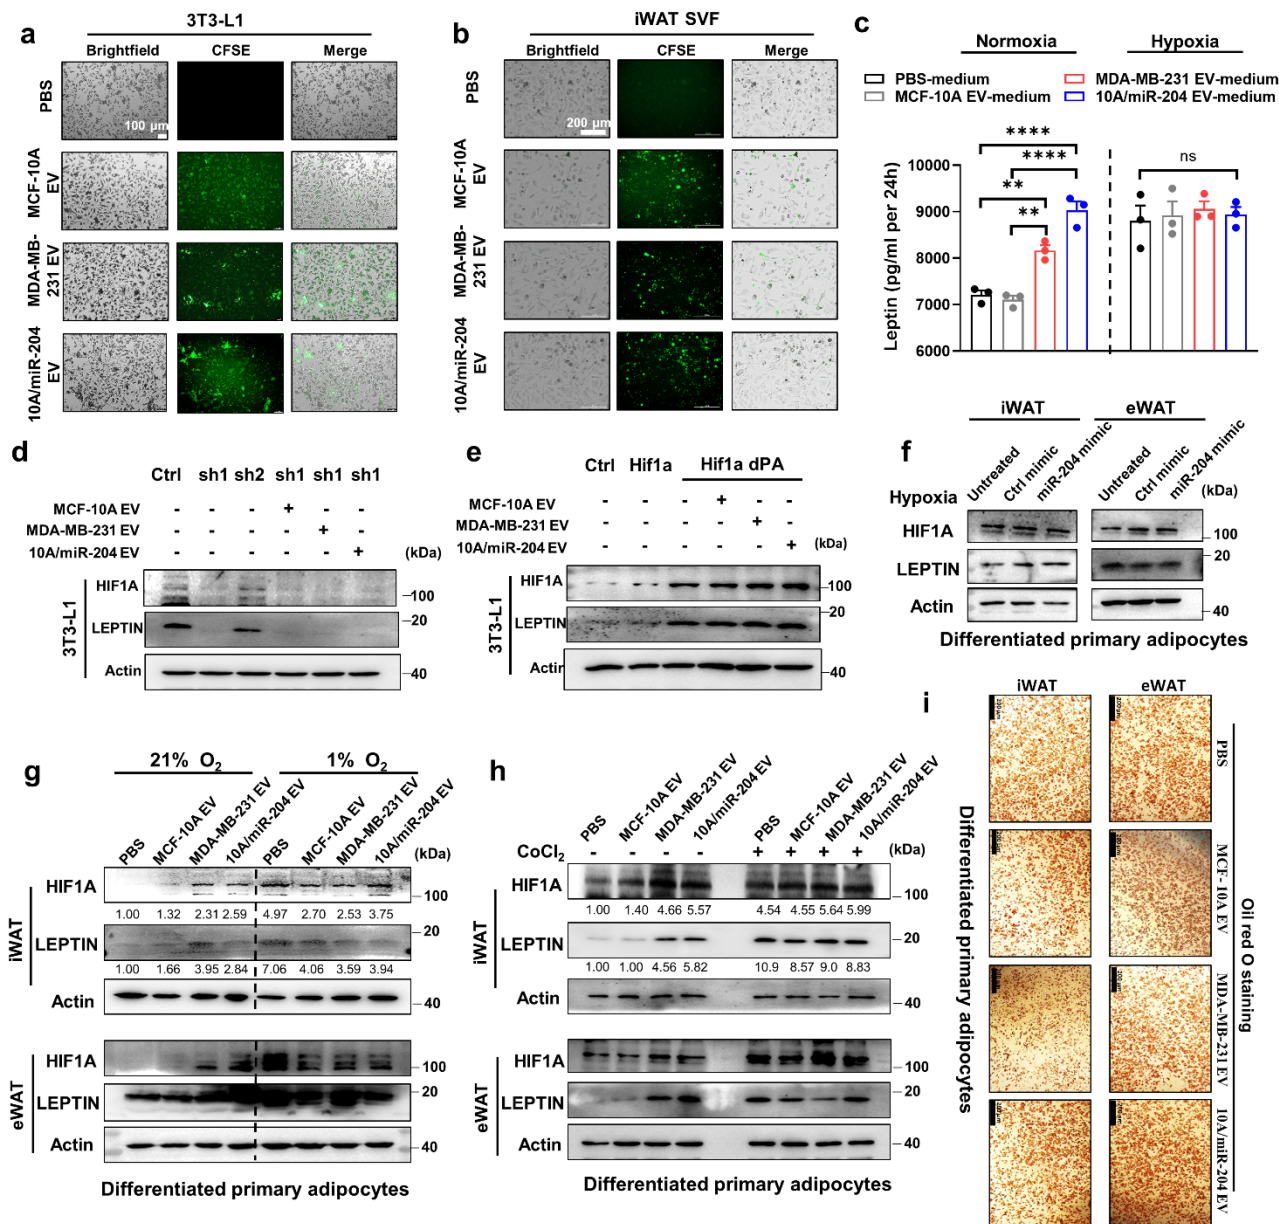 a
3T3-L1
Brightfield CFSE Merge
PBS
100 µm
MCF-10A EV
MDA-MB-231 EV
10A/miR-204 EV
b
iWAT SVF
Brightfield CFSE Merge
PBS
200 µm
MCF-10A EV
MDA-MB-231 EV
10A/miR-204 EV
c
Normoxia Hypoxia
PBS-medium MDA-MB-231 EV-medium
MCF-10A EV-medium 10A/miR-204 EV-medium
Leptin (pg/ml per 24h)
10000
9000
8000
7000
6000
****
****
**
**
ns
d
Ctrl sh1 sh2 sh1 sh1 sh1
MCF-10A EV - - - + - -
MDA-MB-231 EV - - - - + -
10A/miR-204 EV - - - - - + (kDa)
3T3-L1
HIF1A 100
LEPTIN 20
Actin 40
e
Ctrl Hif1a Hif1a dPA
MCF-10A EV - - - + - -
MDA-MB-231 EV - - - - + -
10A/miR-204 EV - - - - - + (kDa)
3T3-L1
HIF1A 100
LEPTIN 20
Actin 40
f
iWAT eWAT
Hypoxia Untreated Ctrl mimic miR-204 mimic Untreated Ctrl mimic miR-204 mimic (kDa)
HIF1A 100
LEPTIN 20
Actin 40
Differentiated primary adipocytes
g
21% O2 1% O2
PBS MCF-10A EV MDA-MB-231 EV 10A/miR-204 EV PBS MCF-10A EV MDA-MB-231 EV 10A/miR-204 EV (kDa)
iWAT
HIF1A 100
1.00 1.32 2.31 2.59 4.97 2.70 2.53 3.75
LEPTIN 20
1.00 1.66 3.95 2.84 7.06 4.06 3.59 3.94
Actin 40
eWAT
HIF1A 100
LEPTIN 20
Actin 40
Differentiated primary adipocytes
h
PBS MCF-10A EV MDA-MB-231 EV 10A/miR-204 EV PBS MCF-10A EV MDA-MB-231 EV 10A/miR-204 EV
CoCl2 - - - - + + + + (kDa)
iWAT
HIF1A 100
1.00 1.40 4.66 5.57 4.54 4.55 5.64 5.99
LEPTIN 20
1.00 1.00 4.56 5.82 10.9 8.57 9.0 8.83
Actin 40
eWAT
HIF1A 100
LEPTIN 20
Actin 40
Differentiated primary adipocytes
i
iWAT eWAT
Differentiated primary adipocytes
200 µm
PBS
MCF-10A EV
MDA-MB-231 EV
10A/miR-204 EV
Oil red O staining